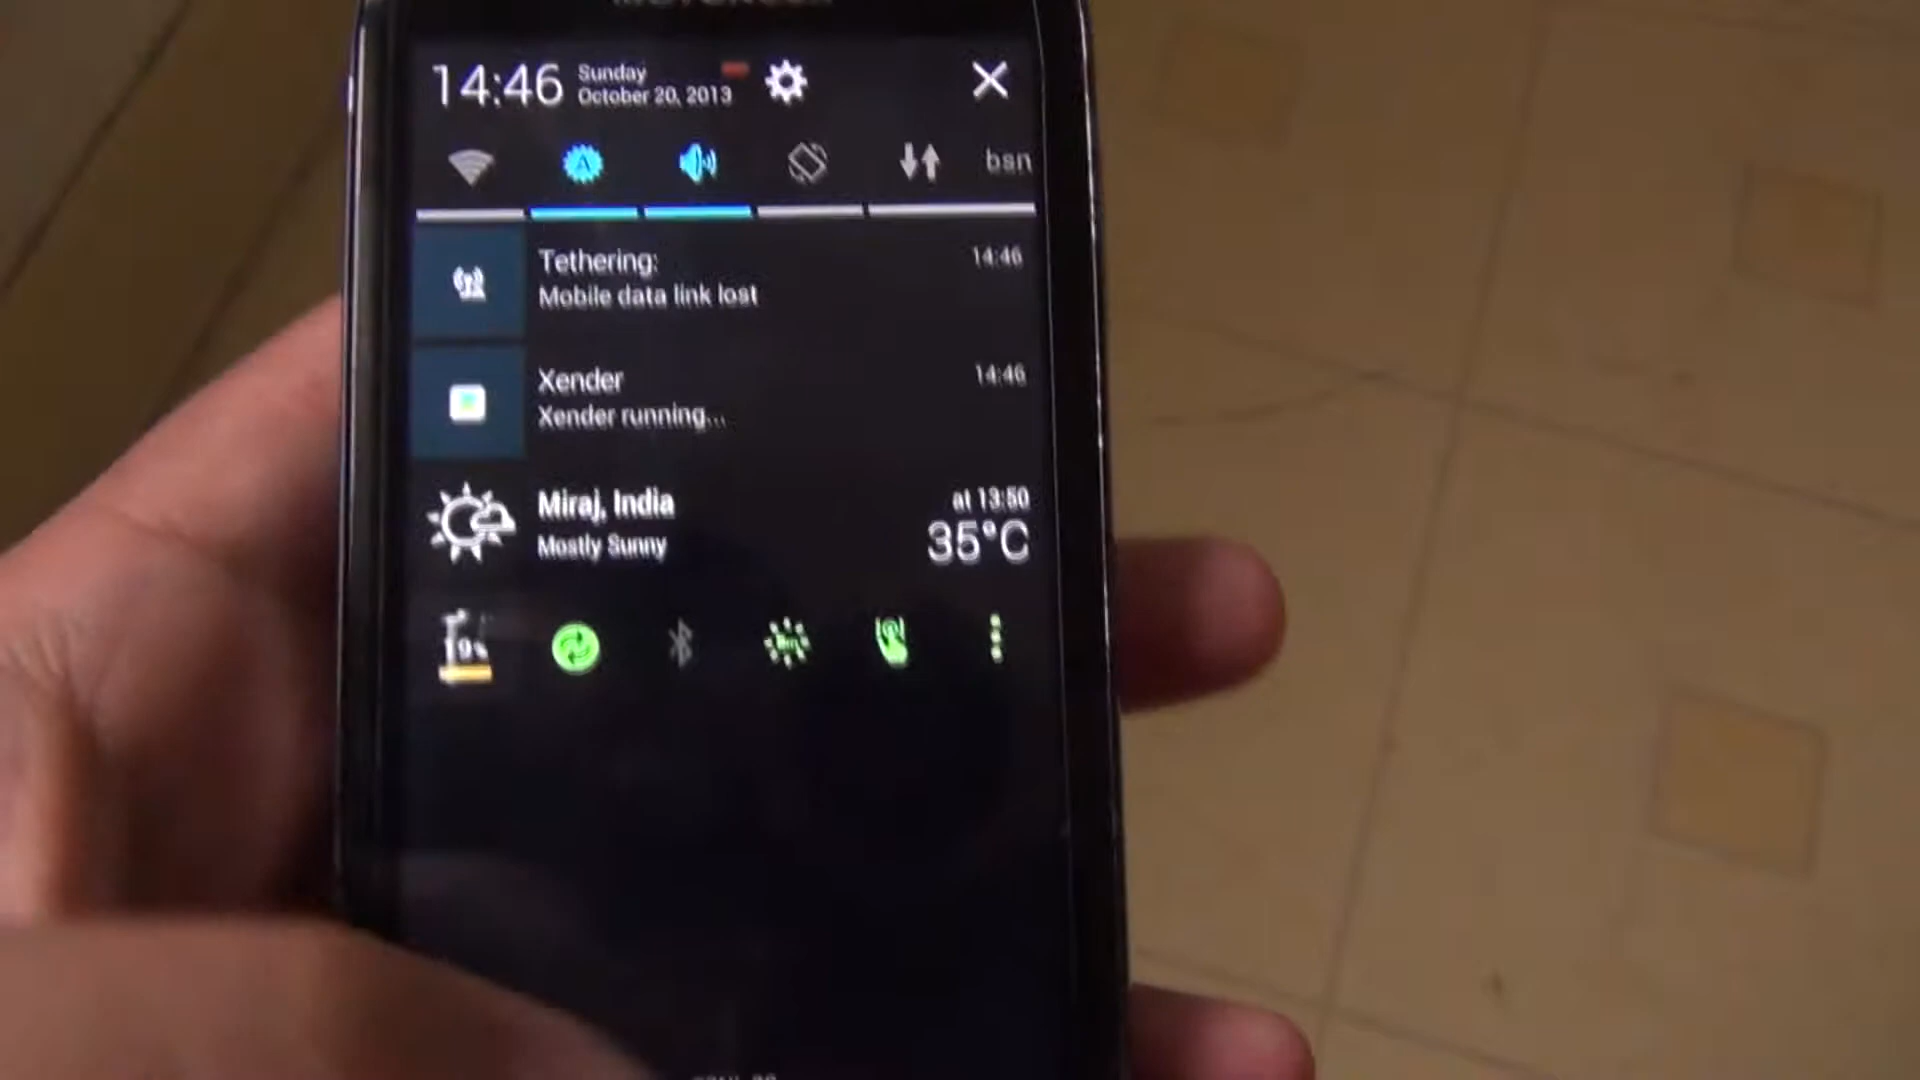 14:46
Sunday
October 20, 2013
A
bsn
Tethering:
14:46
Mobile data link lost
Xender
14:46
Xender running...
Miraj, India
at 13:50
Mostly Sunny
35°C